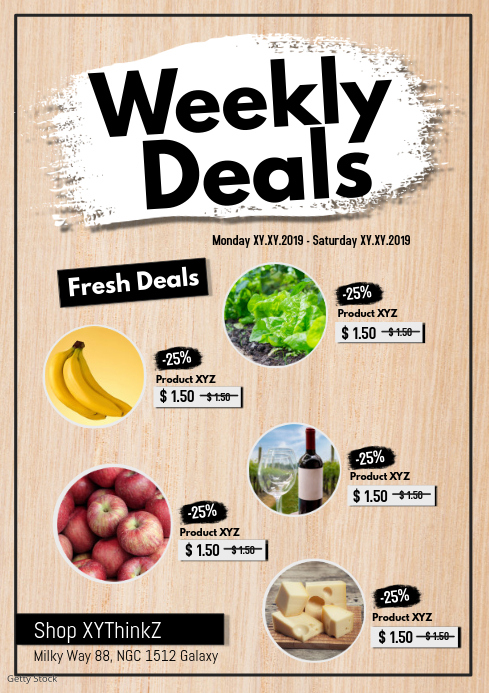 Weekly
Deals
Monday XY.XY.2019 - Saturday XY.XY.2019
Fresh Deals
-25%
Product XYZ
$ 1.50 $ 1.50
-25%
Product XYZ
$ 1.50 $ 1.50
-25%
Product XYZ
$ 1.50 $ 1.50
-25%
Product XYZ
$ 1.50 $ 1.50
-25%
Product XYZ
$ 1.50 $ 1.50
Shop XYThinkZ
Milky Way 88, NGC 1512 Galaxy
Getty Stock